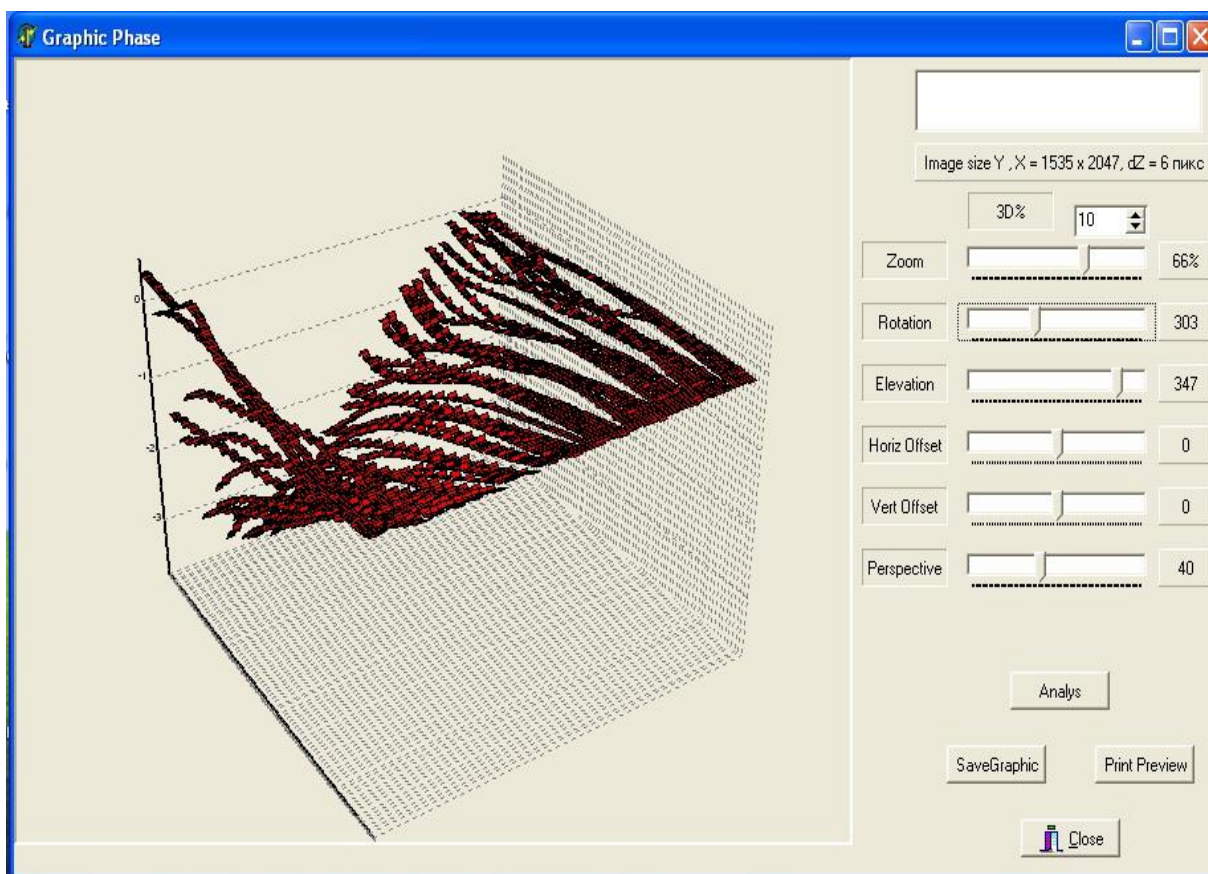 Graphic Phase
Image size Y , X = 1535 x 2047, dZ = 6 пикс
3D%
10
Zoom
66%
Rotation
303
Elevation
347
Horiz Offset
0
Vert Offset
0
Perspective
40
0
-1
-2
-3
Analys
SaveGraphic
Print Preview
Close